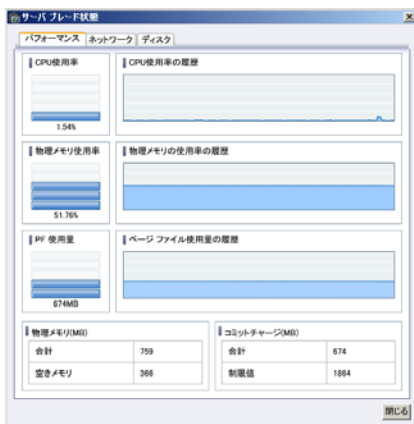 サーバ ブレード状態
パフォーマンス ネットワーク ディスク
CPU使用率
CPU使用率の履歴
1.54%
物理メモリ使用率
物理メモリの使用率の履歴
51.76%
PF 使用量
ページ ファイル使用量の履歴
674MB
物理メモリ(MB)
合計 759
空きメモリ 366
コミットチャージ(MB)
合計 674
制限値 1864
閉じる